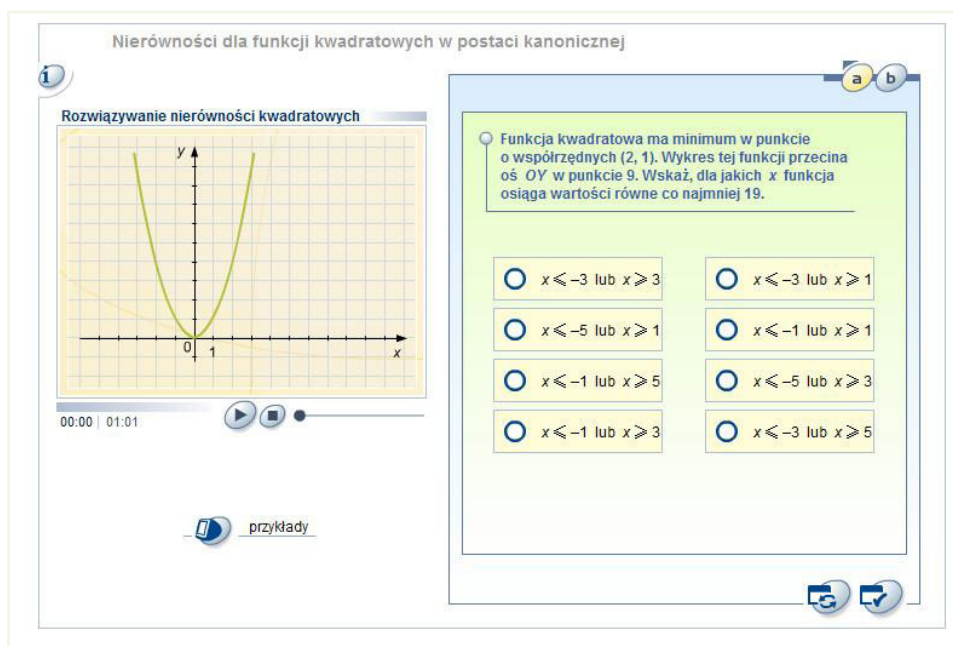 Nierówności dla funkcji kwadratowych w postaci kanonicznej
i
a b
Rozwiązywanie nierówności kwadratowych
y
0
1
x
00:00 | 01:01
przykłady
Funkcja kwadratowa ma minimum w punkcie
o współrzędnych (2, 1). Wykres tej funkcji przecina
oś OY w punkcie 9. Wskaż, dla jakich x funkcja
osiąga wartości równe co najmniej 19.
x ⩽ –3 lub x ⩾ 3
x ⩽ –3 lub x ⩾ 1
x ⩽ –5 lub x ⩾ 1
x ⩽ –1 lub x ⩾ 1
x ⩽ –1 lub x ⩾ 5
x ⩽ –5 lub x ⩾ 3
x ⩽ –1 lub x ⩾ 3
x ⩽ –3 lub x ⩾ 5